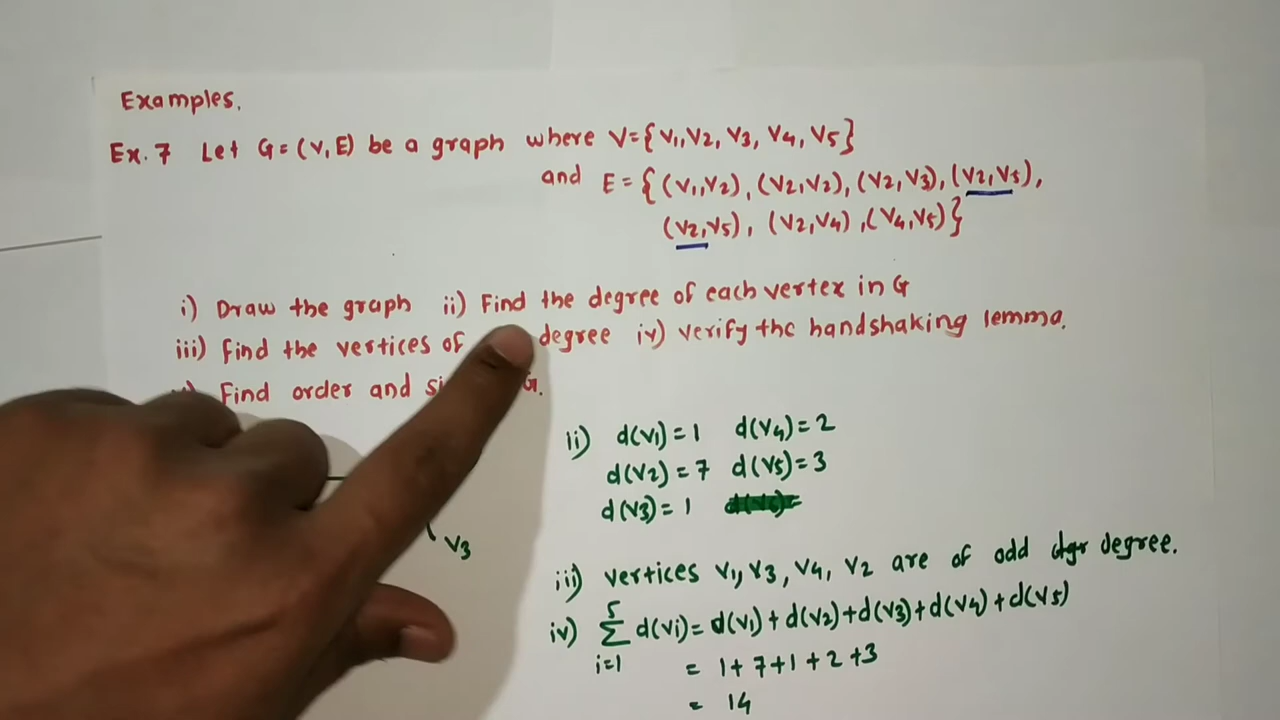 Examples.
Ex. 7 Let G = (V, E) be a graph where V = {V1, V2, V3, V4, V5}
and E = {(V1, V2), (V2, V2), (V2, V3), (V2, V5),
(V2, V5), (V2, V4), (V4, V5)}
i) Draw the graph ii) Find the degree of each vertex in G
iii) Find the vertices of degree iv) verify the handshaking lemma.
Find order and G.
ii) d(V1) = 1 d(V4) = 2
d(V2) = 7 d(V5) = 3
d(V3) = 1
V3
iii) vertices V1, V3, V4, V2 are of odd degree.
iv) 5∑i=1 d(Vi) = d(V1) + d(V2) + d(V3) + d(V4) + d(V5)
= 1 + 7 + 1 + 2 + 3
= 14